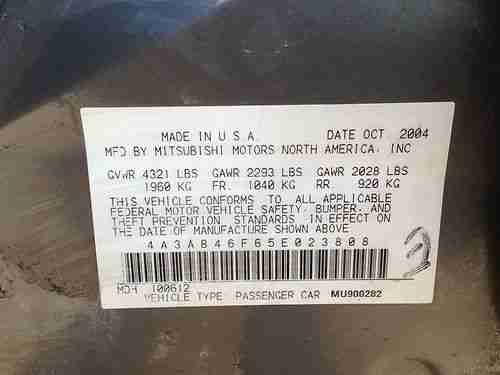 MADE IN U.S.A. DATE OCT. 2004
MFD BY MITSUBISHI MOTORS NORTH AMERICA, INC
GVWR 4321 LBS GAWR 2293 LBS GAWR 2028 LBS
1960 KG FR. 1040 KG RR. 920 KG
THIS VEHICLE CONFORMS TO ALL APPLICABLE
FEDERAL MOTOR VEHICLE SAFETY, BUMPER, AND
THEFT PREVENTION STANDARDS IN EFFECT ON
THE DATE OF MANUFACTURE SHOWN ABOVE
4A3AB46F65E023808
MDH 100612
VEHICLE TYPE PASSENGER CAR MU900282